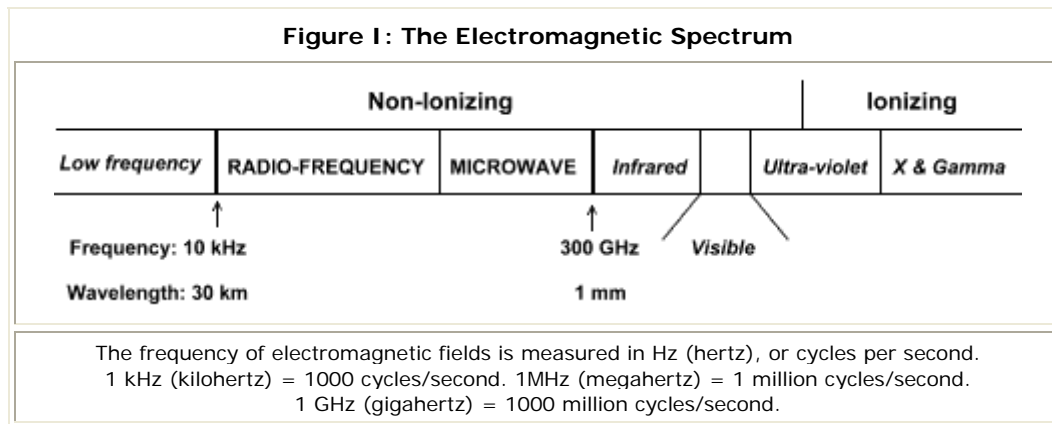 Figure I: The Electromagnetic Spectrum
Non-Ionizing Ionizing
Low frequency RADIO-FREQUENCY MICROWAVE Infrared Ultra-violet X & Gamma
Frequency: 10 kHz 300 GHz Visible
Wavelength: 30 km 1 mm
The frequency of electromagnetic fields is measured in Hz (hertz), or cycles per second.
1 kHz (kilohertz) = 1000 cycles/second. 1MHz (megahertz) = 1 million cycles/second.
1 GHz (gigahertz) = 1000 million cycles/second.